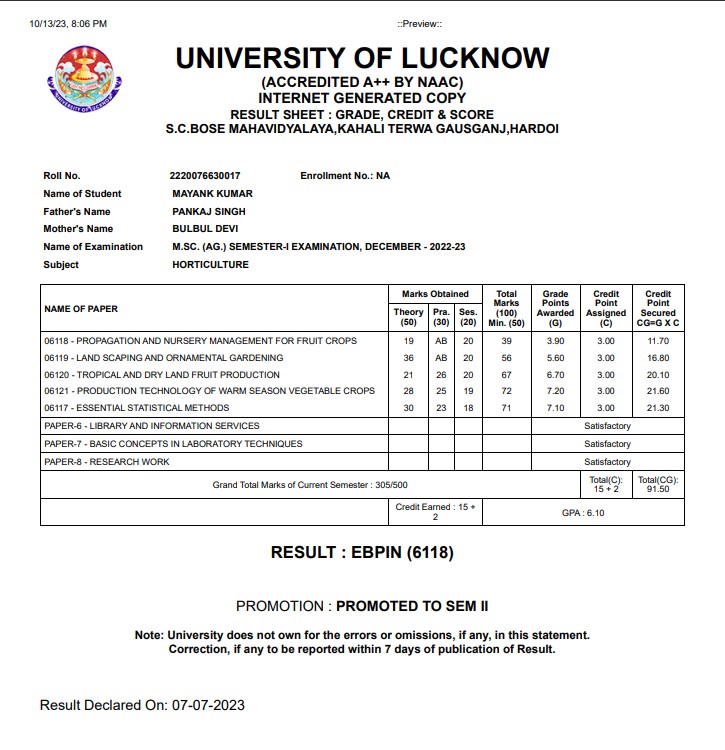 10/13/23, 8:06 PM ::Preview::
UNIVERSITY OF LUCKNOW
(ACCREDITED A++ BY NAAC)
INTERNET GENERATED COPY
RESULT SHEET : GRADE, CREDIT & SCORE
S.C.BOSE MAHAVIDYALAYA,KAHALI TERWA GAUSGANJ,HARDOI
UNIVERSITY OF LUCKNOW
Roll No. 2220076630017 Enrollment No.: NA
Name of Student MAYANK KUMAR
Father's Name PANKAJ SINGH
Mother's Name BULBUL DEVI
Name of Examination M.SC. (AG.) SEMESTER-I EXAMINATION, DECEMBER - 2022-23
Subject HORTICULTURE
NAME OF PAPER Marks Obtained Total Marks (100) Min. (50) Grade Points Awarded (G) Credit Point Assigned (C) Credit Point Secured CG=G X C
Theory (50) Pra. (30) Ses. (20)
06118 - PROPAGATION AND NURSERY MANAGEMENT FOR FRUIT CROPS 19 AB 20 39 3.90 3.00 11.70
06119 - LAND SCAPING AND ORNAMENTAL GARDENING 36 AB 20 56 5.60 3.00 16.80
06120 - TROPICAL AND DRY LAND FRUIT PRODUCTION 21 26 20 67 6.70 3.00 20.10
06121 - PRODUCTION TECHNOLOGY OF WARM SEASON VEGETABLE CROPS 28 25 19 72 7.20 3.00 21.60
06117 - ESSENTIAL STATISTICAL METHODS 30 23 18 71 7.10 3.00 21.30
PAPER-6 - LIBRARY AND INFORMATION SERVICES Satisfactory
PAPER-7 - BASIC CONCEPTS IN LABORATORY TECHNIQUES Satisfactory
PAPER-8 - RESEARCH WORK Satisfactory
Grand Total Marks of Current Semester : 305/500 Total(C): 15 + 2 Total(CG): 91.50
Credit Earned : 15 + 2 GPA : 6.10
RESULT : EBPIN (6118)
PROMOTION : PROMOTED TO SEM II
Note: University does not own for the errors or omissions, if any, in this statement.
Correction, if any to be reported within 7 days of publication of Result.
Result Declared On: 07-07-2023